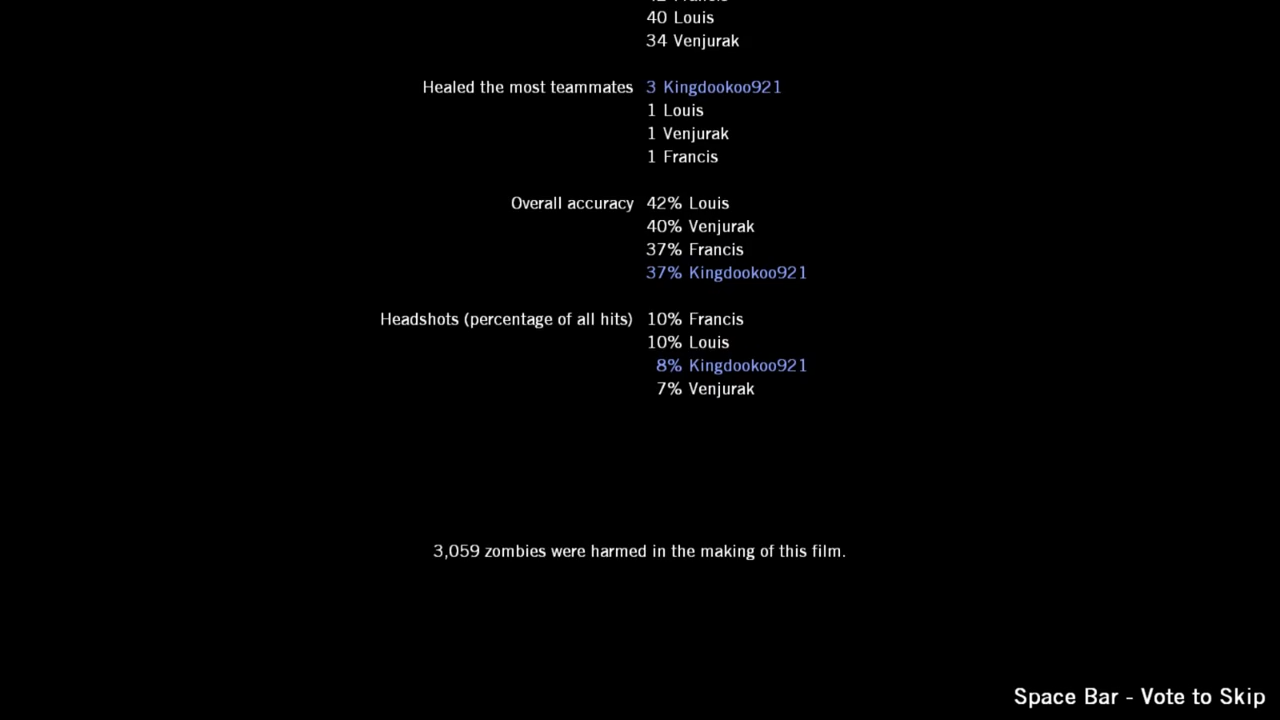 40 Louis
34 Venjurak
Healed the most teammates 3 Kingdookoo921
1 Louis
1 Venjurak
1 Francis
Overall accuracy 42% Louis
40% Venjurak
37% Francis
37% Kingdookoo921
Headshots (percentage of all hits) 10% Francis
10% Louis
8% Kingdookoo921
7% Venjurak
3,059 zombies were harmed in the making of this film.
Space Bar - Vote to Skip